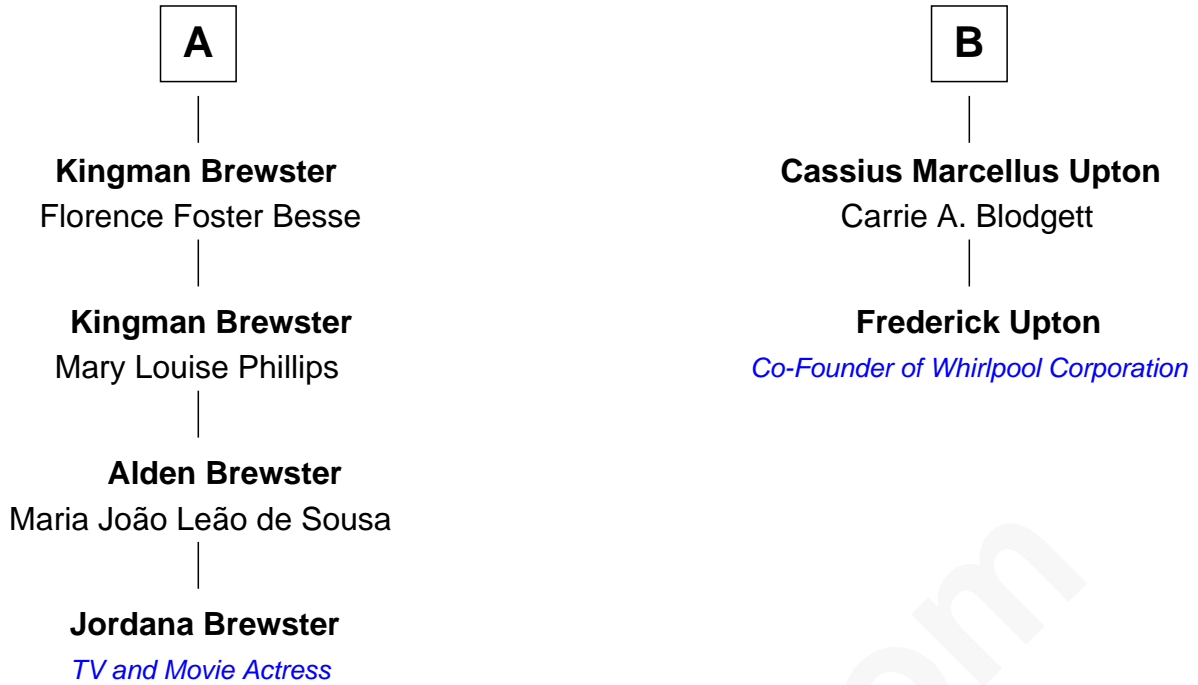 A
Kingman Brewster
Florence Foster Besse
Kingman Brewster
Mary Louise Phillips
Alden Brewster
Maria João Leão de Sousa
Jordana Brewster
TV and Movie Actress
B
Cassius Marcellus Upton
Carrie A. Blodgett
Frederick Upton
Co-Founder of Whirlpool Corporation
om